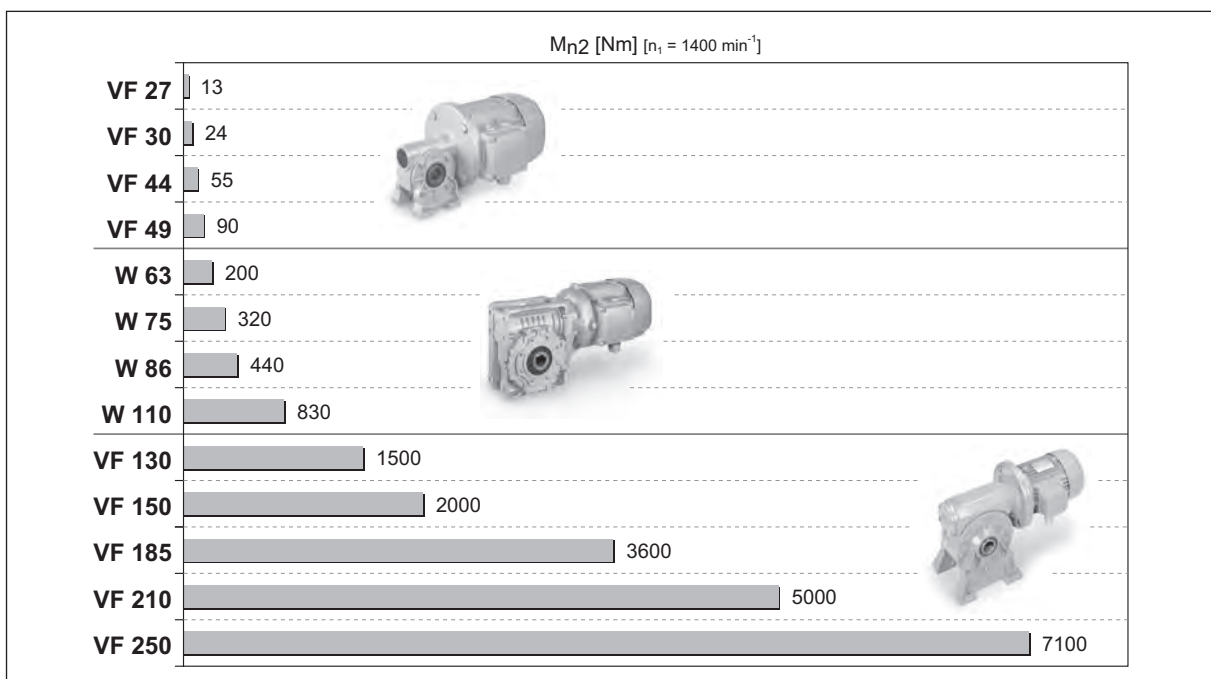 Mn2 [Nm] [n1 = 1400 min-1]
VF 27 13
VF 30 24
VF 44 55
VF 49 90
W 63 200
W 75 320
W 86 440
W 110 830
VF 130 1500
VF 150 2000
VF 185 3600
VF 210 5000
VF 250 7100